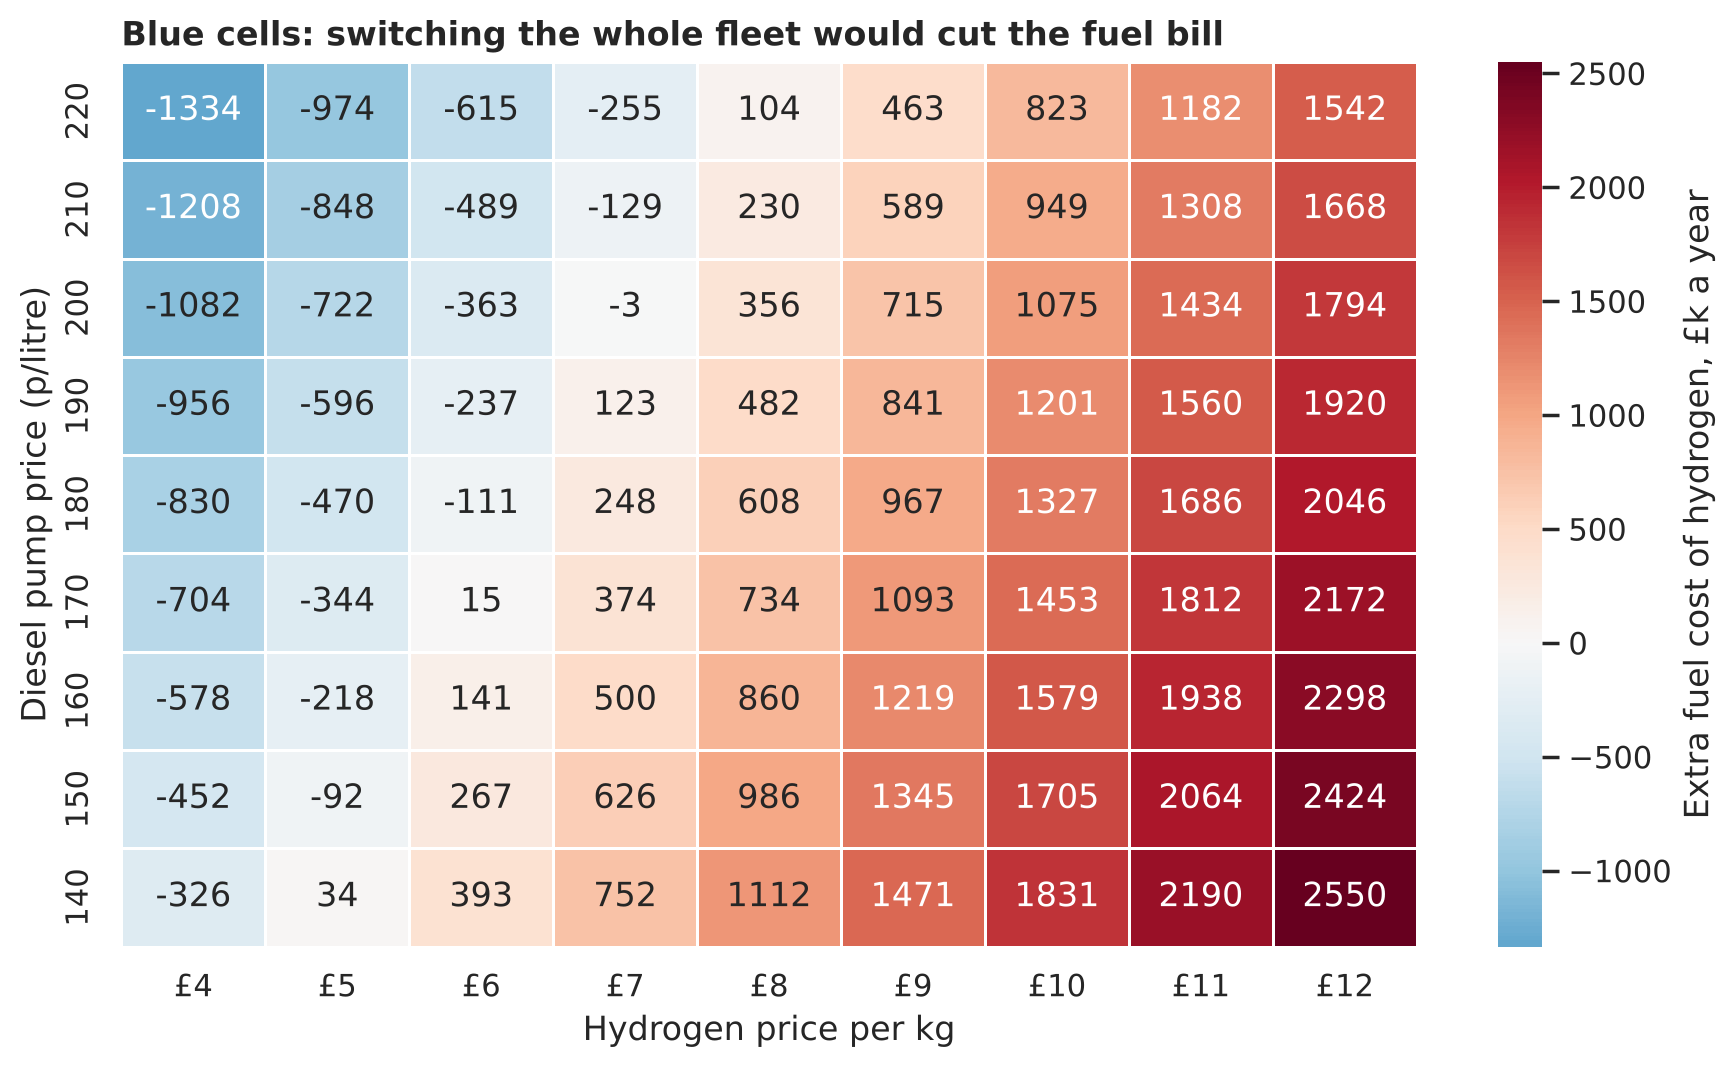 Blue cells: switching the whole fleet would cut the fuel bill
Diesel pump price (p/litre)
220 -1334 -974 -615 -255 104 463 823 1182 1542
210 -1208 -848 -489 -129 230 589 949 1308 1668
200 -1082 -722 -363 -3 356 715 1075 1434 1794
190 -956 -596 -237 123 482 841 1201 1560 1920
180 -830 -470 -111 248 608 967 1327 1686 2046
170 -704 -344 15 374 734 1093 1453 1812 2172
160 -578 -218 141 500 860 1219 1579 1938 2298
150 -452 -92 267 626 986 1345 1705 2064 2424
140 -326 34 393 752 1112 1471 1831 2190 2550
£4 £5 £6 £7 £8 £9 £10 £11 £12
Hydrogen price per kg
2500
2000
1500
1000
500
0
−500
−1000
Extra fuel cost of hydrogen, £k a year